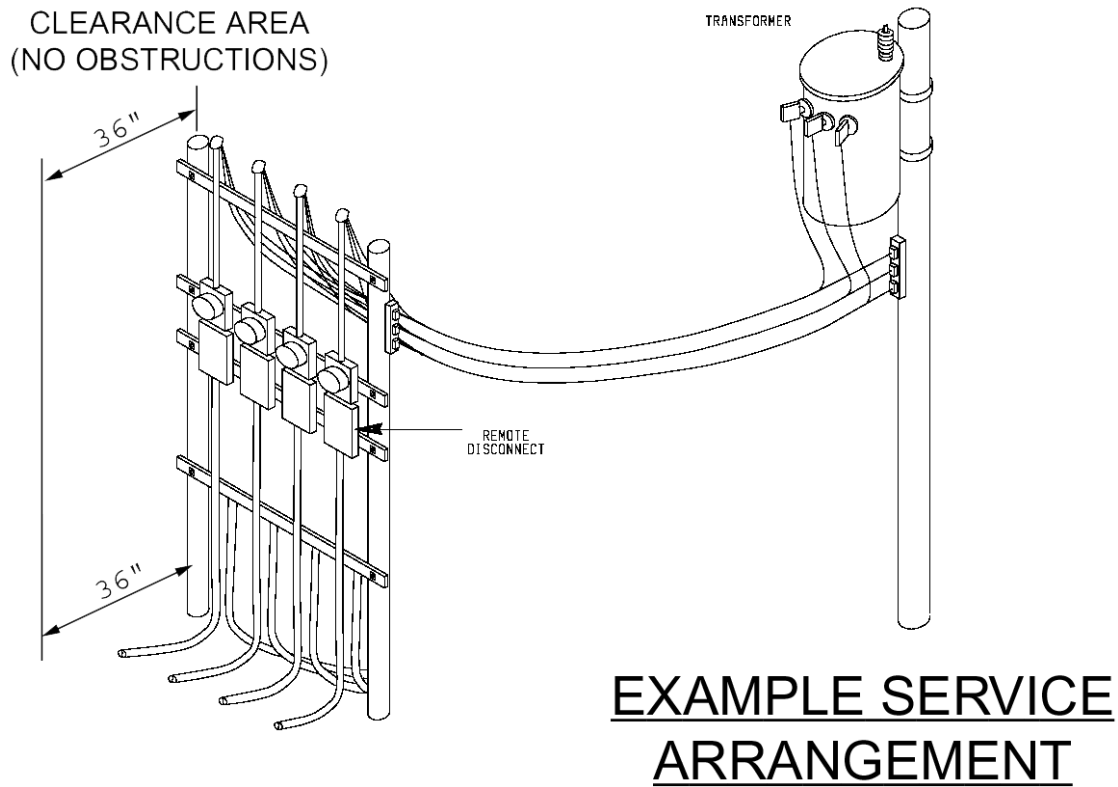 CLEARANCE AREA
(NO OBSTRUCTIONS)
TRANSFORMER
36"
REMOTE
DISCONNECT
36"
EXAMPLE SERVICE
ARRANGEMENT